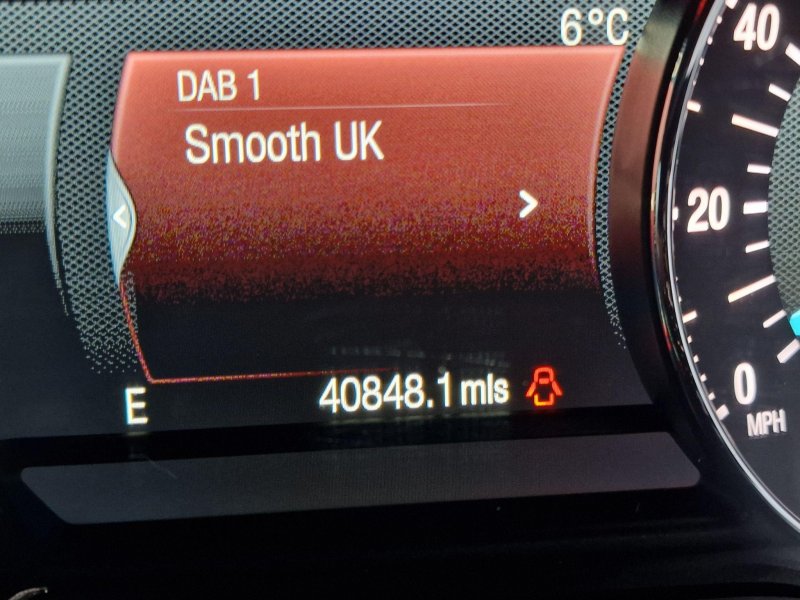 6°C
DAB 1
Smooth UK
40
20
0
MPH
E
40848.1 mls